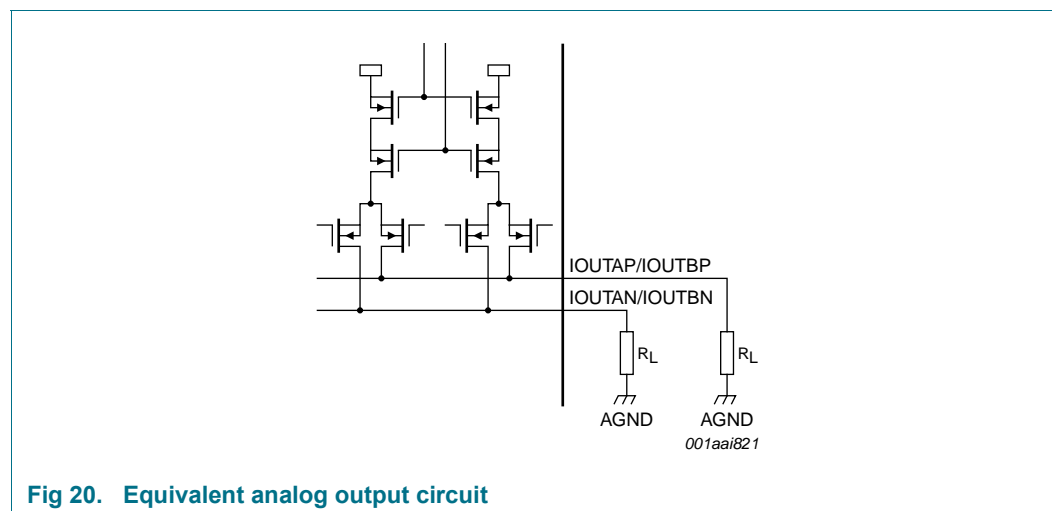 IOUTAP/IOUTBP
IOUTAN/IOUTBN
RL RL
AGND AGND
001aai821
Fig 20. Equivalent analog output circuit